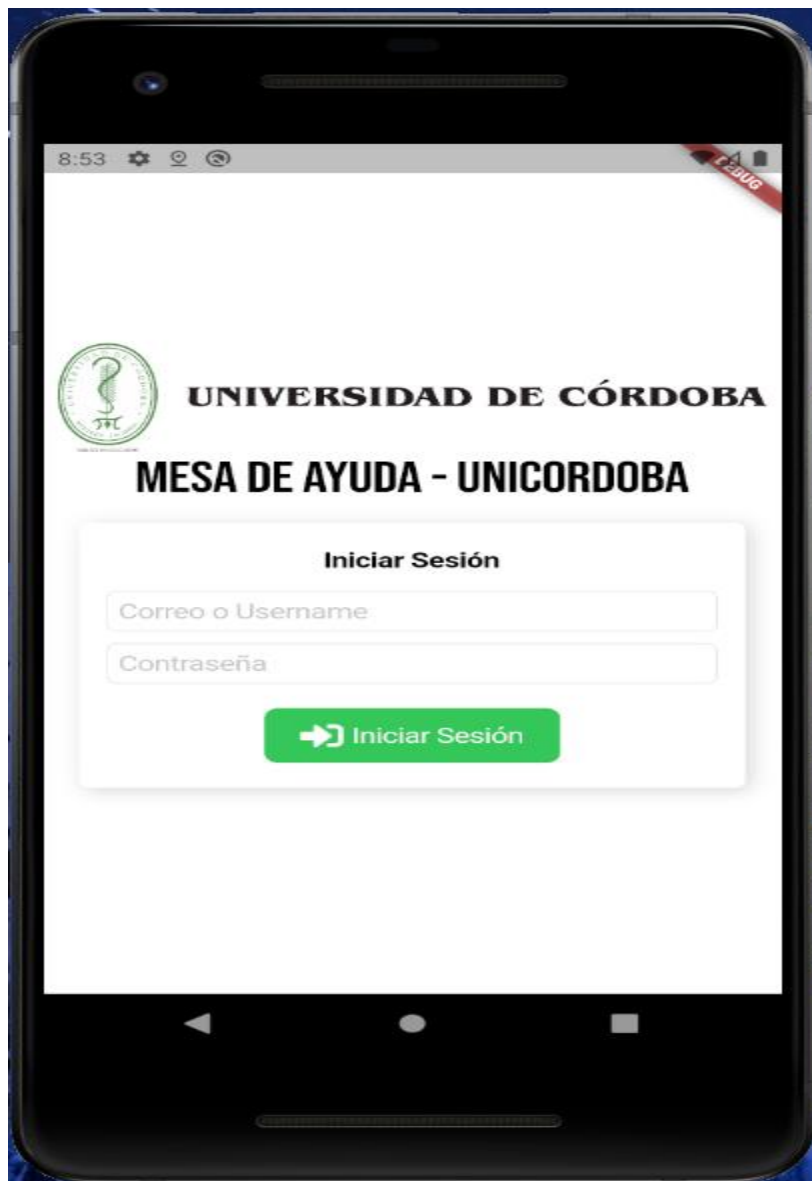 8:53
DEBUG
UNIVERSIDAD DE CÓRDOBA
MESA DE AYUDA - UNICORDOBA
Iniciar Sesión
Correo o Username
Contraseña
Iniciar Sesión